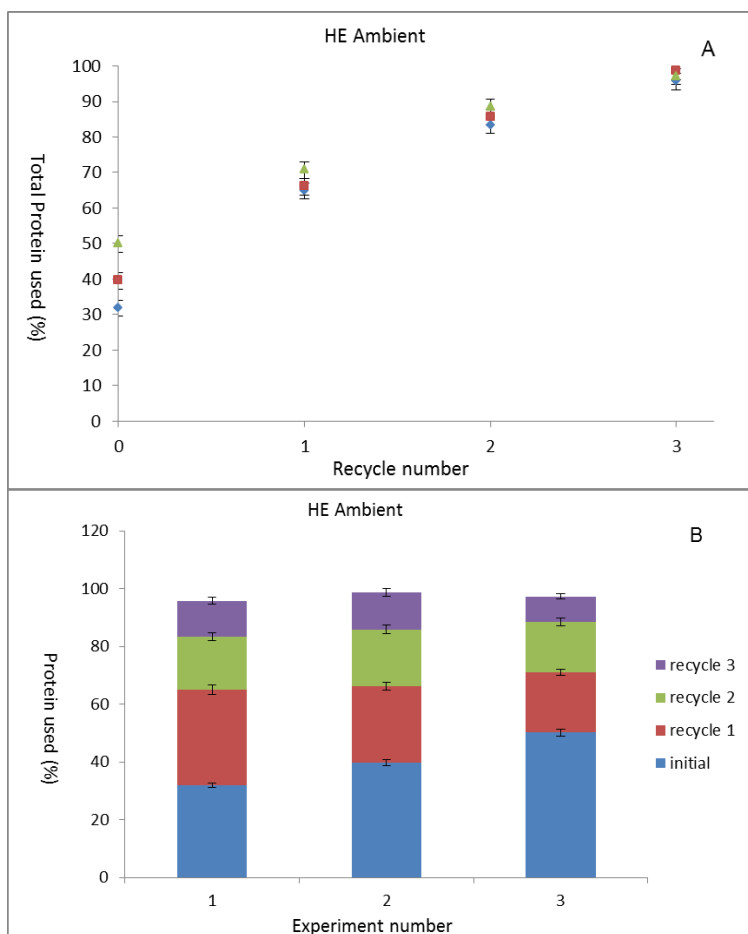 HE Ambient
A
Total Protein used (%)
100
90
80
70
60
50
40
30
20
10
0
0 1 2 3
Recycle number
HE Ambient
B
Protein used (%)
120
100
80
60
40
20
0
recycle 3
recycle 2
recycle 1
initial
1 2 3
Experiment number